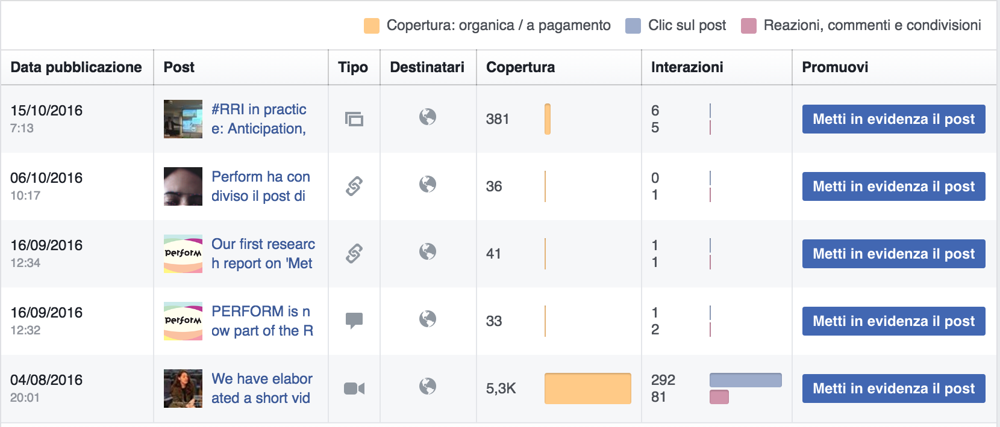 Copertura: organica / a pagamento Clic sul post Reazioni, commenti e condivisioni
Data pubblicazione Post Tipo Destinatari Copertura Interazioni Promuovi
15/10/2016
7:13
#RRI in practic
e: Anticipation,
381
6
5
Metti in evidenza il post
06/10/2016
10:17
Perform ha con
diviso il post di
36
0
1
Metti in evidenza il post
16/09/2016
12:34
perform
Our first researc
h report on 'Met
41
1
1
Metti in evidenza il post
16/09/2016
12:32
perform
PERFORM is n
ow part of the R
33
1
2
Metti in evidenza il post
04/08/2016
20:01
We have elabor
ated a short vid
5,3K
292
81
Metti in evidenza il post